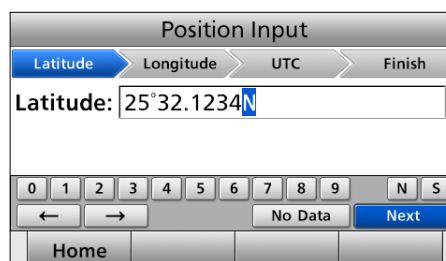 Position Input
Latitude Longitude UTC Finish
Latitude: 25°32.1234N
0 1 2 3 4 5 6 7 8 9 N S
← → No Data Next
Home